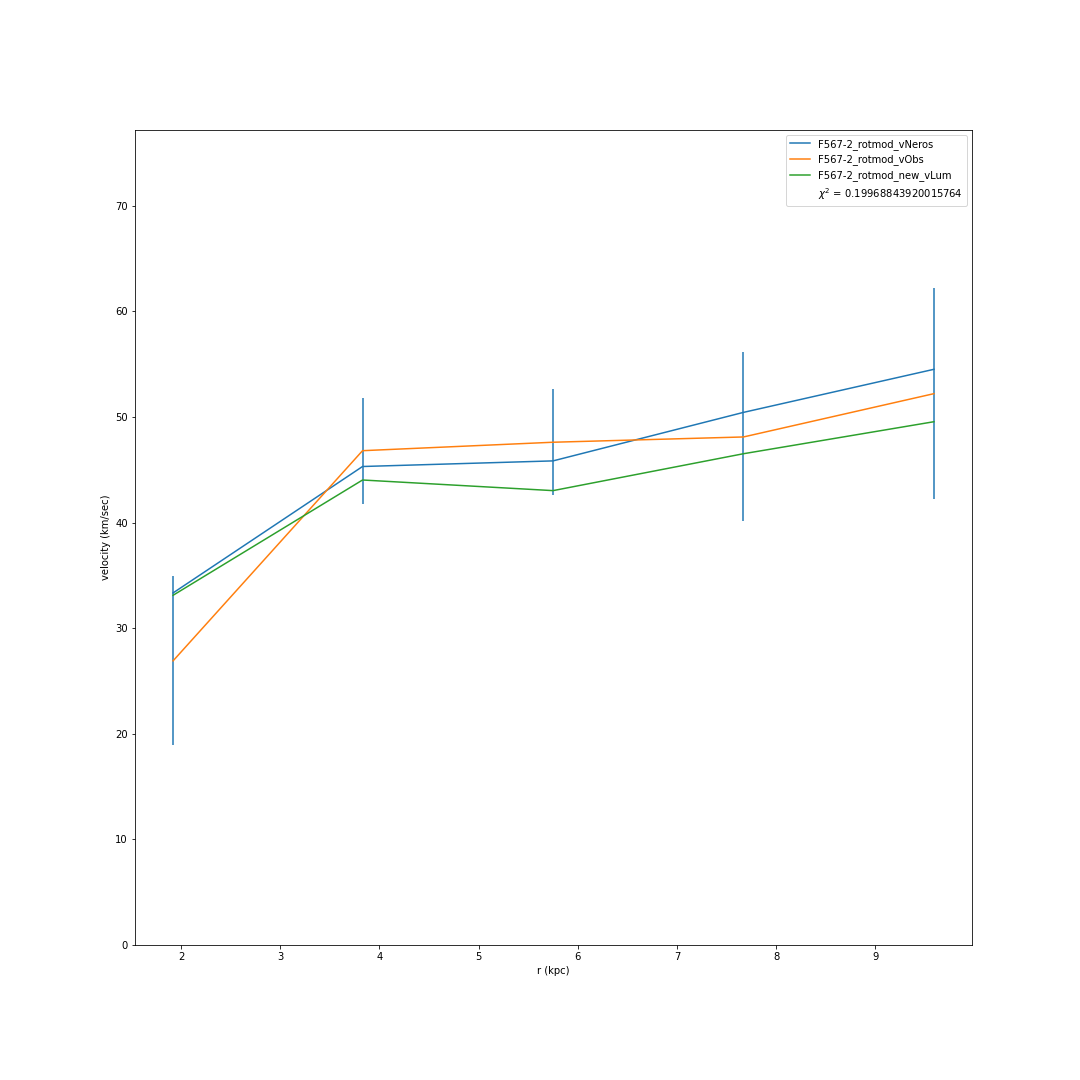 F567-2_rotmod_vNeros
F567-2_rotmod_vObs
F567-2_rotmod_new_vLum
χ² = 0.19968843920015764
70
60
50
40
30
20
10
0
velocity (km/sec)
2 3 4 5 6 7 8 9
r (kpc)